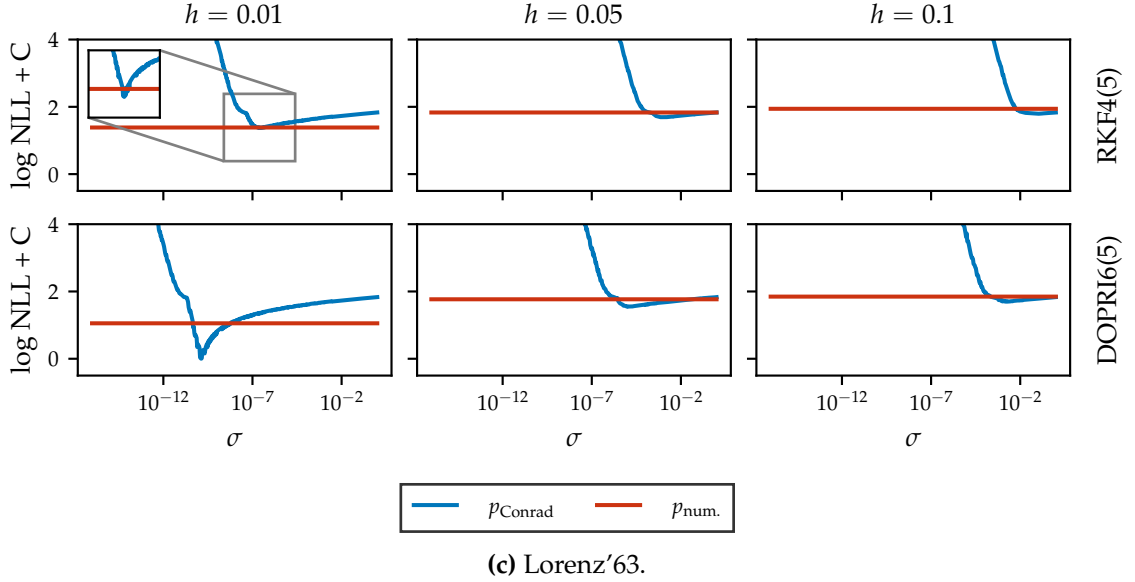 h = 0.01 h = 0.05 h = 0.1
log NLL + C
4
2
0
RKF4(5)
log NLL + C
4
2
0
DOPRI6(5)
10⁻¹² 10⁻⁷ 10⁻² 10⁻¹² 10⁻⁷ 10⁻² 10⁻¹² 10⁻⁷ 10⁻²
σ σ σ
p_Conrad p_num.
(c) Lorenz’63.